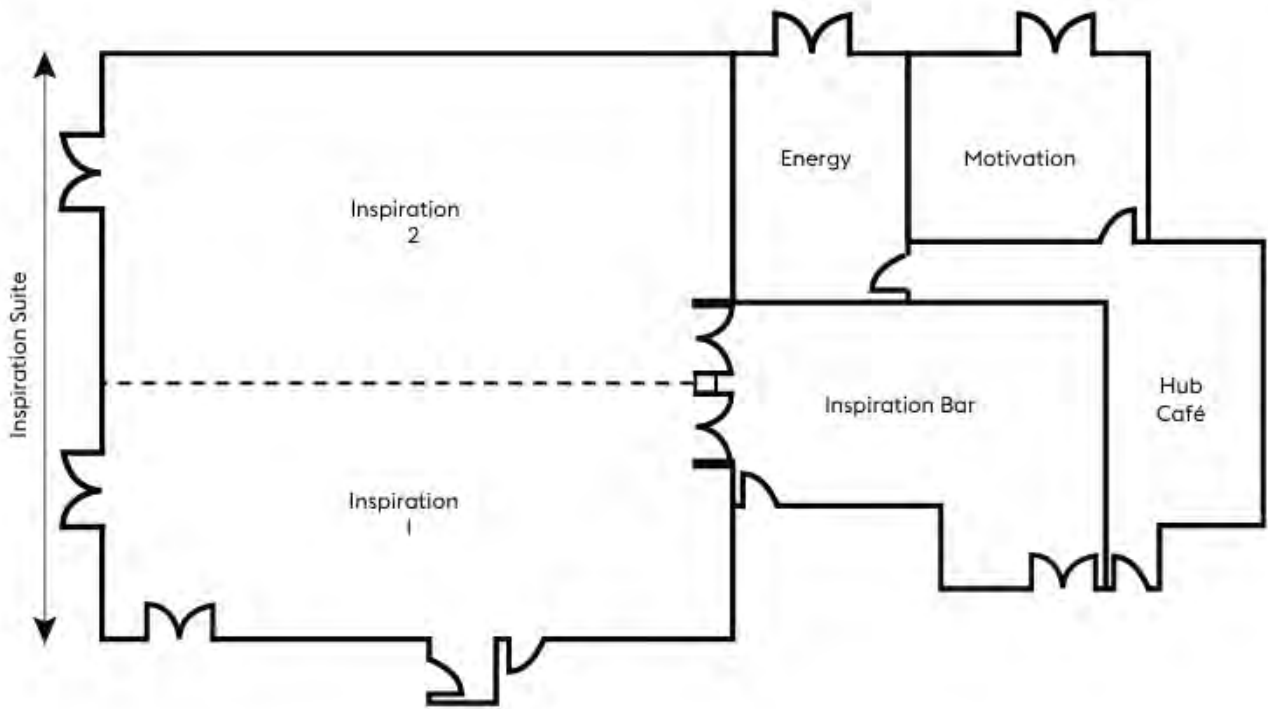 Energy
Motivation
Inspiration
2
Inspiration Suite
Inspiration Bar
Hub
Café
Inspiration
1